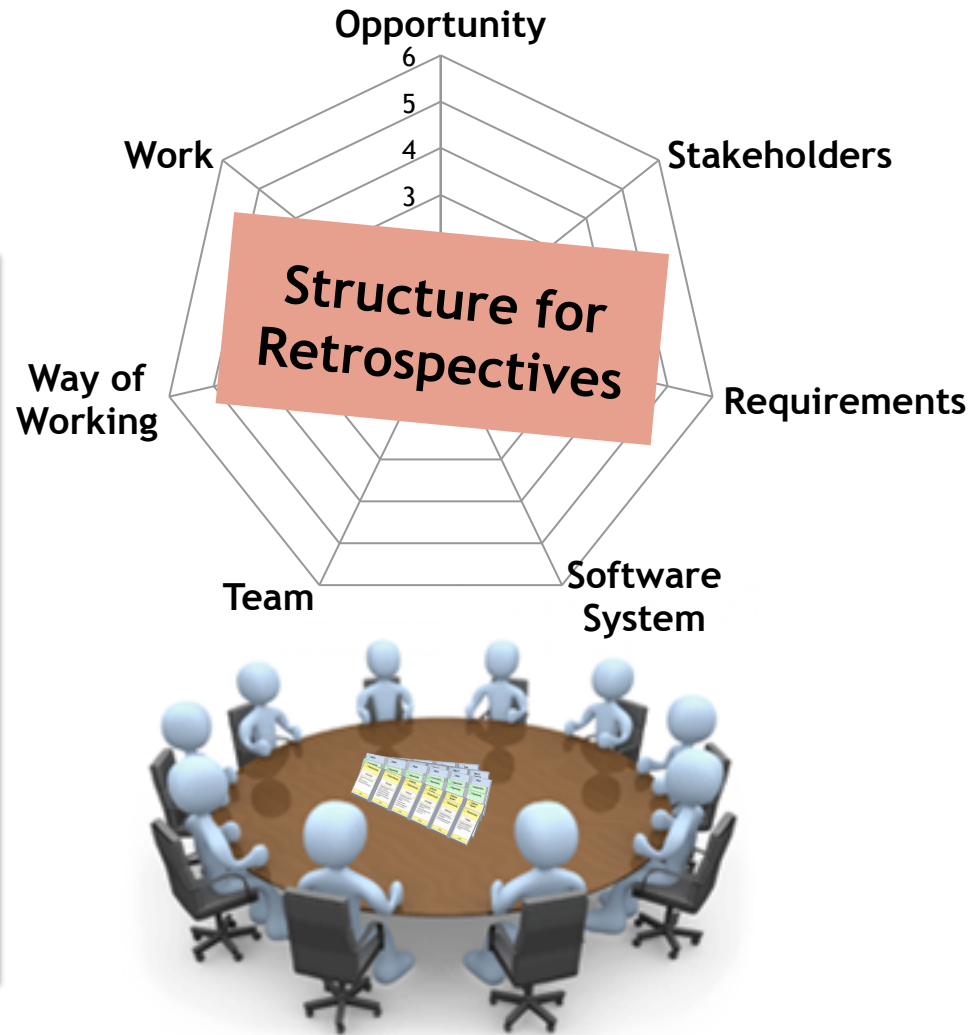 Opportunity
6
5
4
3
Work
Stakeholders
Structure for
Retrospectives
Way of
Working
Requirements
Team
Software
System